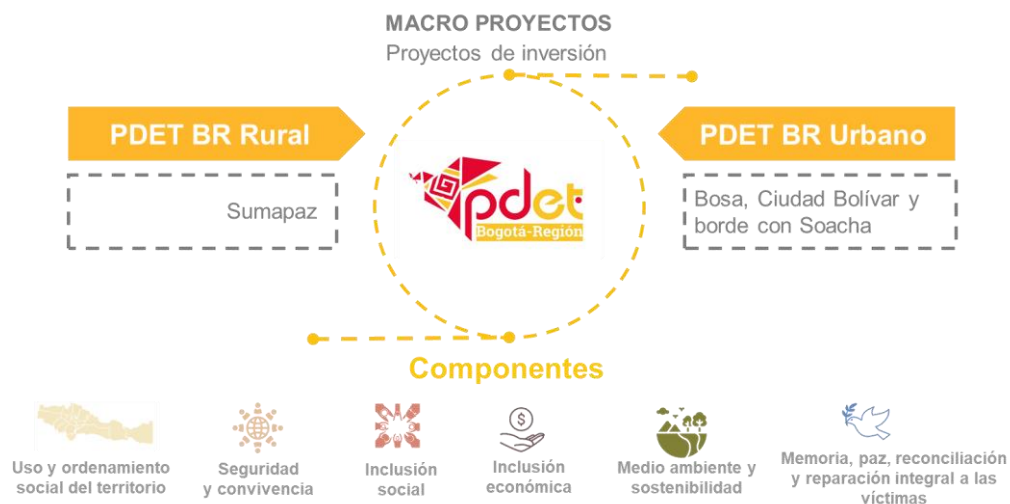 MACRO PROYECTOS
Proyectos de inversión
PDET BR Rural
Sumapaz
pdet
Bogotá-Región
PDET BR Urbano
Bosa, Ciudad Bolívar y
borde con Soacha
Componentes
Uso y ordenamiento
social del territorio
Seguridad
y convivencia
Inclusión
social
$
Inclusión
económica
Medio ambiente y
sostenibilidad
Memoria, paz, reconciliación
y reparación integral a las
víctimas